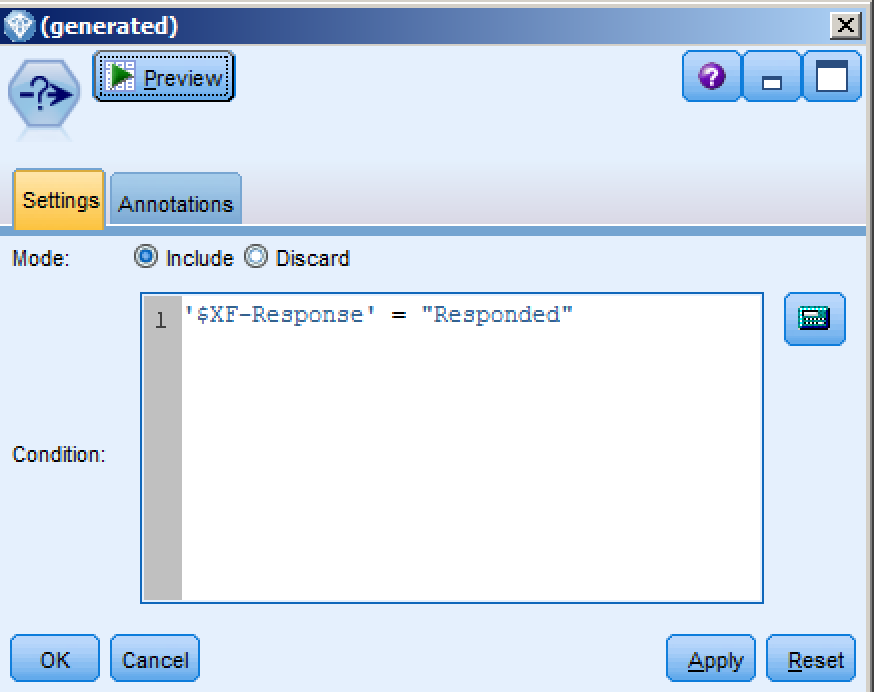 (generated)
Preview
Settings Annotations
Mode: Include Discard
1 '$XF-Response' = "Responded"
Condition:
OK Cancel Apply Reset